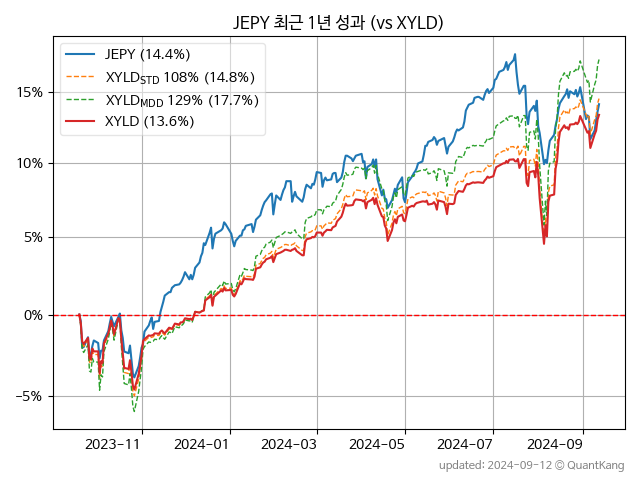 JEPY 최근 1년 성과 (vs XYLD)
JEPY (14.4%)
XYLD_STD 108% (14.8%)
XYLD_MDD 129% (17.7%)
XYLD (13.6%)
15%
10%
5%
0%
−5%
2023-11 2024-01 2024-03 2024-05 2024-07 2024-09
updated: 2024-09-12 © QuantKang